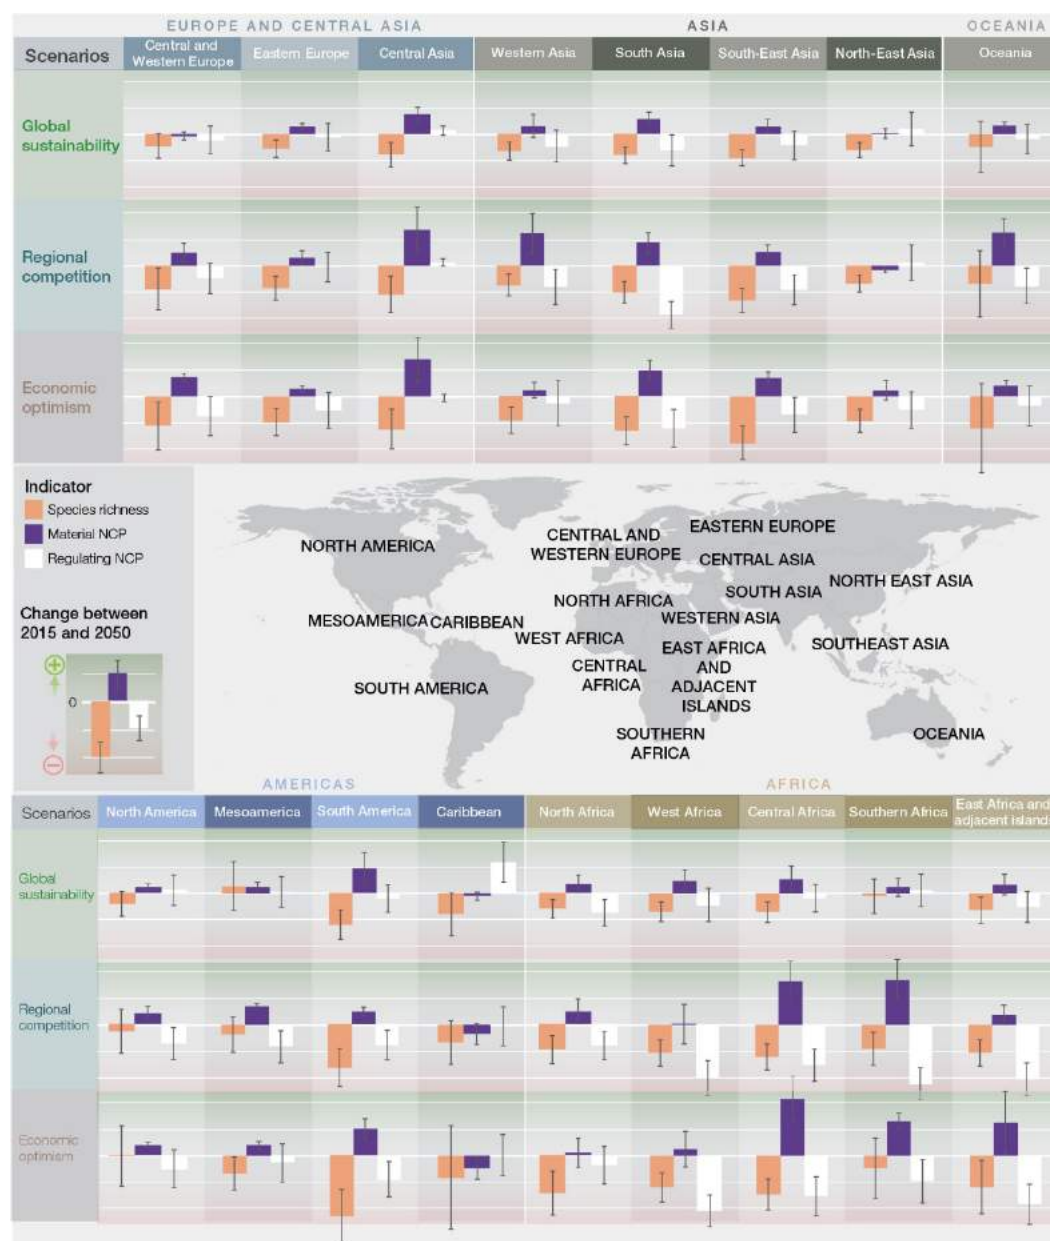 EUROPE AND CENTRAL ASIA ASIA OCEANIA
Scenarios Central and Western Europe Eastern Europe Central Asia Western Asia South Asia South-East Asia North-East Asia Oceania
Global
sustainability
Regional
competition
Economic
optimism
Indicator
Species richness
Material NCP
Regulating NCP
Change between
2015 and 2050
0
NORTH AMERICA
CENTRAL AND
WESTERN EUROPE
EASTERN EUROPE
CENTRAL ASIA
SOUTH ASIA
NORTH EAST ASIA
NORTH AFRICA
WESTERN ASIA
MESOAMERICA
CARIBBEAN
WEST AFRICA
SOUTHEAST ASIA
EAST AFRICA
AND
ADJACENT
ISLANDS
CENTRAL
AFRICA
SOUTH AMERICA
SOUTHERN
AFRICA
OCEANIA
AMERICAS AFRICA
Scenarios North America Mesoamerica South America Caribbean North Africa West Africa Central Africa Southern Africa East Africa and adjacent island
Global
sustainability
Regional
competition
Economic
optimism